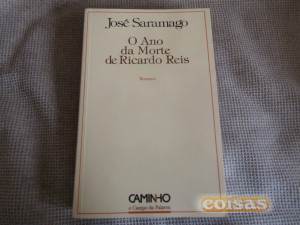 José Saramago
O Ano
da Morte
de Ricardo Reis
Romance
CAMINHO
o Campo da Palavra
coisas